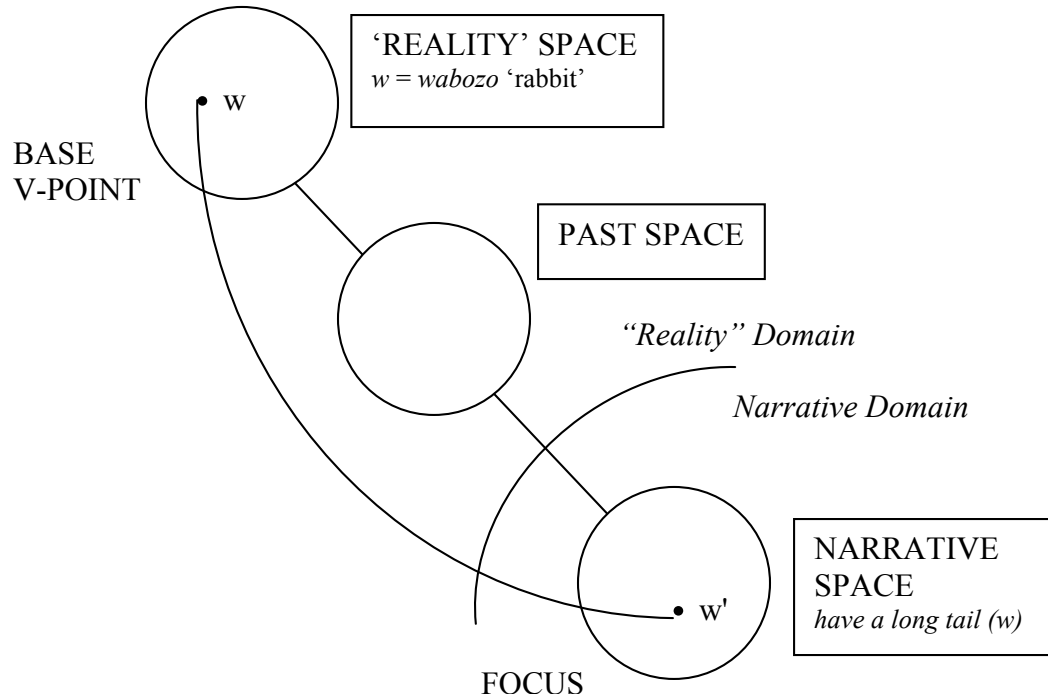 ‘REALITY’ SPACE
w = wabozo ‘rabbit’
w
BASE
V-POINT
PAST SPACE
“Reality” Domain
Narrative Domain
NARRATIVE
SPACE
have a long tail (w)
w'
FOCUS